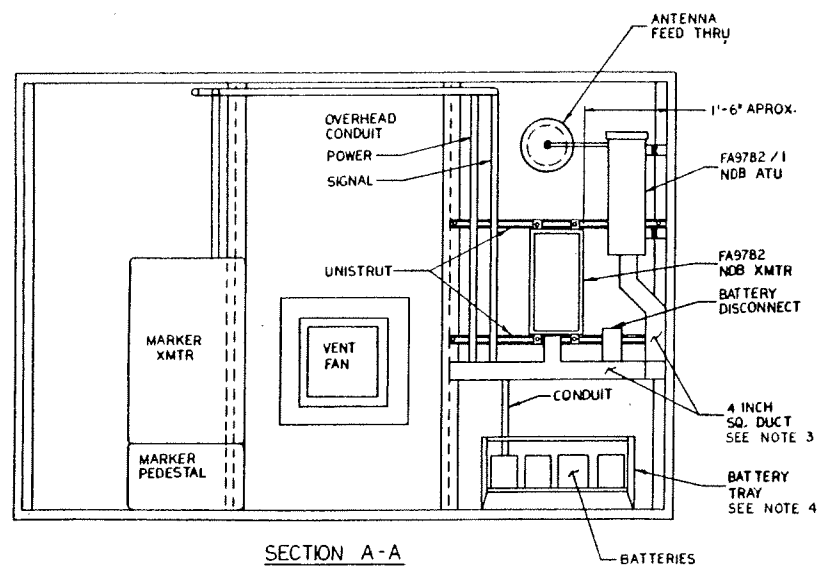 ANTENNA
FEED THRU
1'-6" APROX.
OVERHEAD
CONDUIT
POWER
SIGNAL
FA9782/1
NDB ATU
UNISTRUT
FA9782
NDB XMTR
BATTERY
DISCONNECT
MARKER
XMTR
VENT
FAN
CONDUIT
4 INCH
SQ. DUCT
SEE NOTE 3
MARKER
PEDESTAL
BATTERY
TRAY
SEE NOTE 4
SECTION A-A
BATTERIES